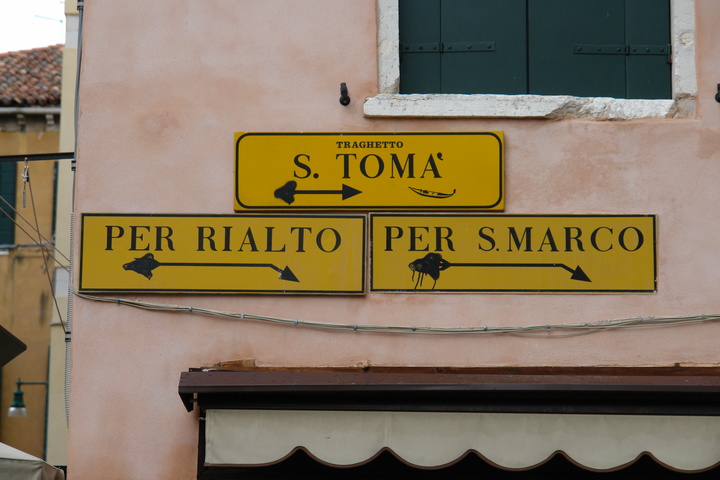 TRAGHETTO
S. TOMA'
PER RIALTO
PER S. MARCO